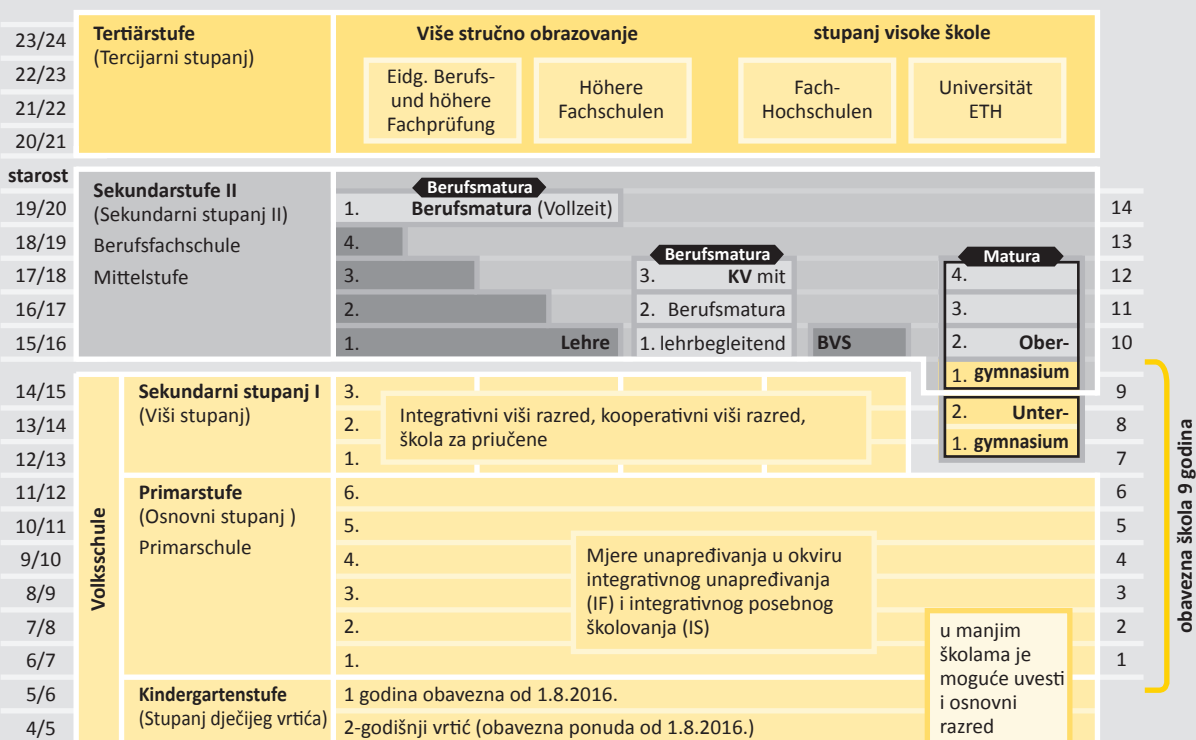 23/24
22/23
21/22
20/21
Tertiärstufe
(Tercijarni stupanj)
Više stručno obrazovanje
stupanj visoke škole
Eidg. Berufs-
und höhere
Fachprüfung
Höhere
Fachschulen
Fach-
Hochschulen
Universität
ETH
starost
19/20
18/19
17/18
16/17
15/16
Sekundarstufe II
(Sekundarni stupanj II)
Berufsfachschule
Mittelstufe
Berufsmatura
1. Berufsmatura (Vollzeit)
4.
3.
2.
1. Lehre
Berufsmatura
3. KV mit
2. Berufsmatura
1. lehrbegleitend
BVS
Matura
4.
3.
2. Ober-
1. gymnasium
14
13
12
11
10
14/15
13/14
12/13
Sekundarni stupanj I
(Viši stupanj)
3.
2.
1.
Integrativni viši razred, kooperativni viši razred,
škola za priučene
2. Unter-
1. gymnasium
9
8
7
Volksschule
11/12
10/11
9/10
8/9
7/8
6/7
Primarstufe
(Osnovni stupanj )
Primarschule
6.
5.
4.
3.
2.
1.
Mjere unapređivanja u okviru
integrativnog unapređivanja
(IF) i integrativnog posebnog
školovanja (IS)
6
5
4
3
2
1
obavezna škola 9 godina
5/6
4/5
Kindergartenstufe
(Stupanj dječijeg vrtića)
1 godina obavezna od 1.8.2016.
2-godišnji vrtić (obavezna ponuda od 1.8.2016.)
u manjim
školama je
moguće uvesti
i osnovni
razred